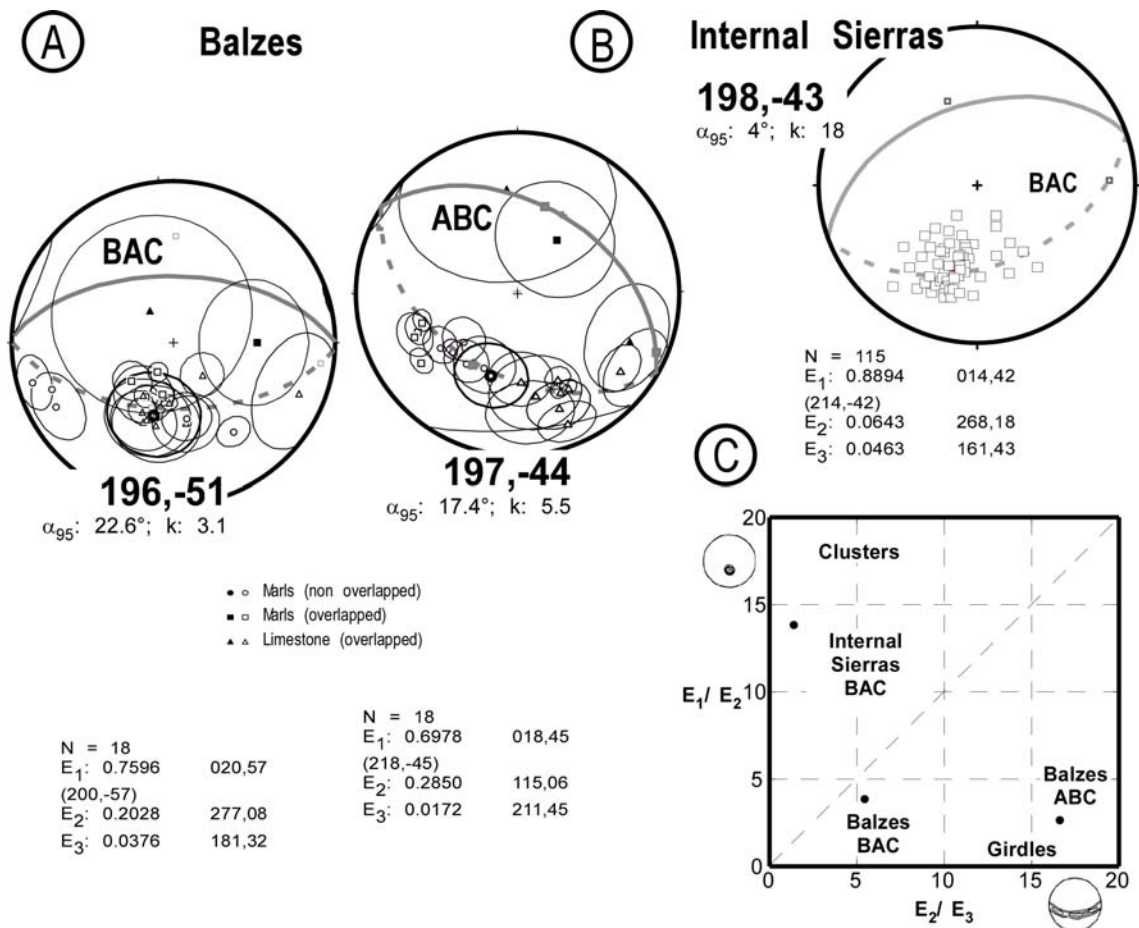 A
Balzes
BAC
196,-51
α95: 22.6°; k: 3.1
ABC
197,-44
α95: 17.4°; k: 5.5
Marls (non overlapped)
Marls (overlapped)
Limestone (overlapped)
N = 18
E1: 0.7596 020,57
(200,-57)
E2: 0.2028 277,08
E3: 0.0376 181,32
N = 18
E1: 0.6978 018,45
(218,-45)
E2: 0.2850 115,06
E3: 0.0172 211,45
B
Internal Sierras
198,-43
α95: 4°; k: 18
BAC
N = 115
E1: 0.8894 014,42
(214,-42)
E2: 0.0643 268,18
E3: 0.0463 161,43
C
20
Clusters
15
Internal
Sierras
BAC
E1/ E2
10
5
Balzes
ABC
Balzes
BAC
Girdles
0
0 5 10 15 20
E2/ E3